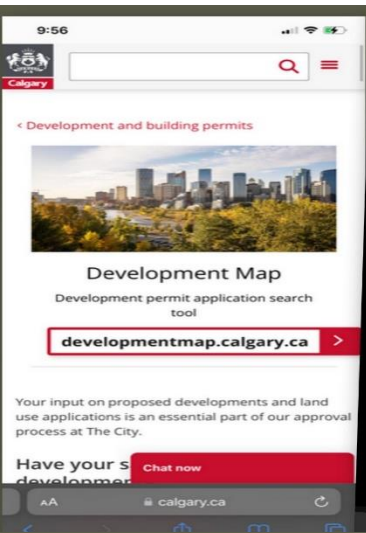 9:56
Calgary
< Development and building permits
Development Map
Development permit application search
tool
developmentmap.calgary.ca >
Your input on proposed developments and land
use applications is an essential part of our approval
process at The City.
Have your s
Chat now
developmen
AA calgary.ca